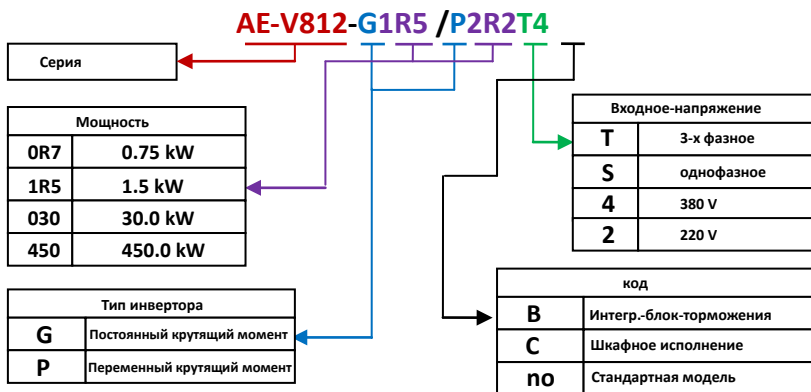 AE-V812-G1R5 /P2R2T4
Серия
Мощность
0R7 0.75 kW
1R5 1.5 kW
030 30.0 kW
450 450.0 kW
Тип инвертора
G Постоянный крутящий момент
P Переменный крутящий момент
Входное-напряжение
T 3-х фазное
S однофазное
4 380 V
2 220 V
код
B Интегр.-блок-торможения
C Шкафное исполнение
no Стандартная модель